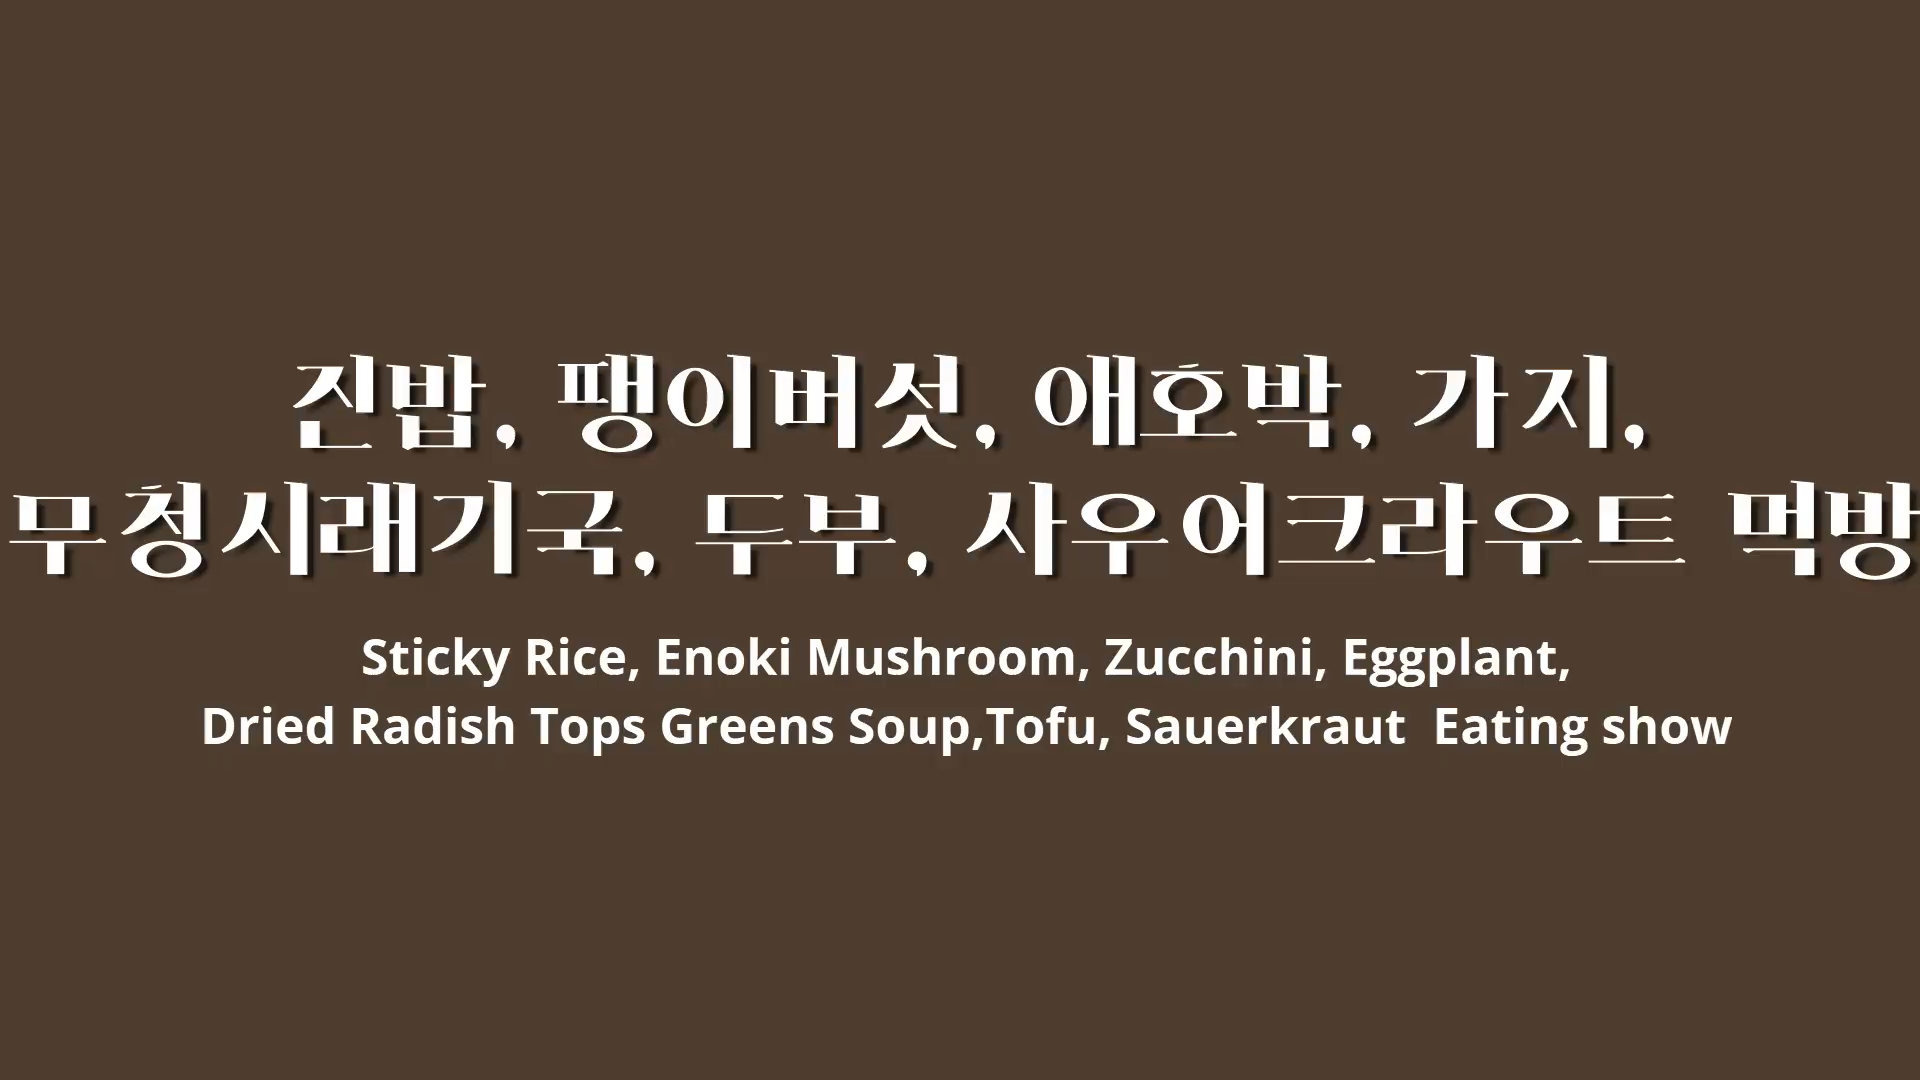 진밥, 팽이버섯, 애호박, 가지,
무청시래기국, 두부, 사우어크라우트 먹방
Sticky Rice, Enoki Mushroom, Zucchini, Eggplant,
Dried Radish Tops Greens Soup,Tofu, Sauerkraut  Eating show